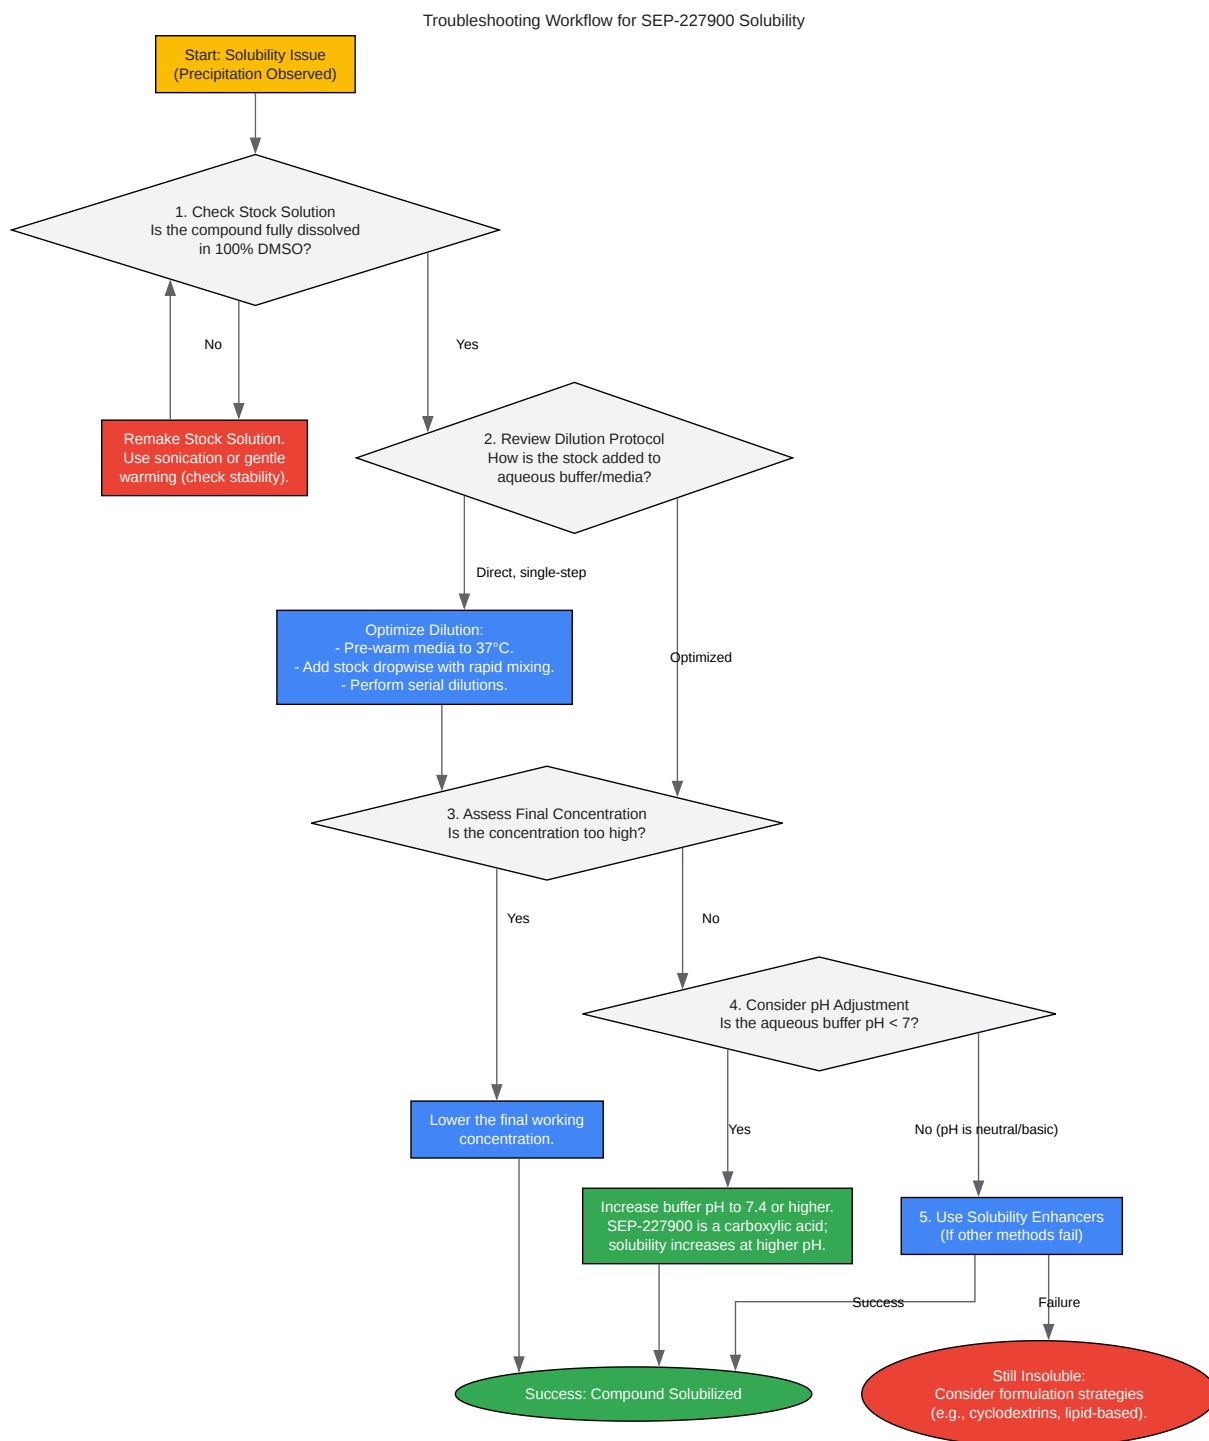 Troubleshooting Workflow for SEP-227900 Solubility
Start: Solubility Issue
(Precipitation Observed)
1. Check Stock Solution
Is the compound fully dissolved
in 100% DMSO?
No
Yes
Remake Stock Solution.
Use sonication or gentle
warming (check stability).
2. Review Dilution Protocol
How is the stock added to
aqueous buffer/media?
Direct, single-step
Optimize Dilution:
- Pre-warm media to 37°C.
- Add stock dropwise with rapid mixing.
- Perform serial dilutions.
Optimized
3. Assess Final Concentration
Is the concentration too high?
Yes
No
4. Consider pH Adjustment
Is the aqueous buffer pH < 7?
Lower the final working
concentration.
Yes
No (pH is neutral/basic)
Increase buffer pH to 7.4 or higher.
SEP-227900 is a carboxylic acid;
solubility increases at higher pH.
5. Use Solubility Enhancers
(If other methods fail)
Success
Failure
Success: Compound Solubilized
Still Insoluble:
Consider formulation strategies
(e.g., cyclodextrins, lipid-based).